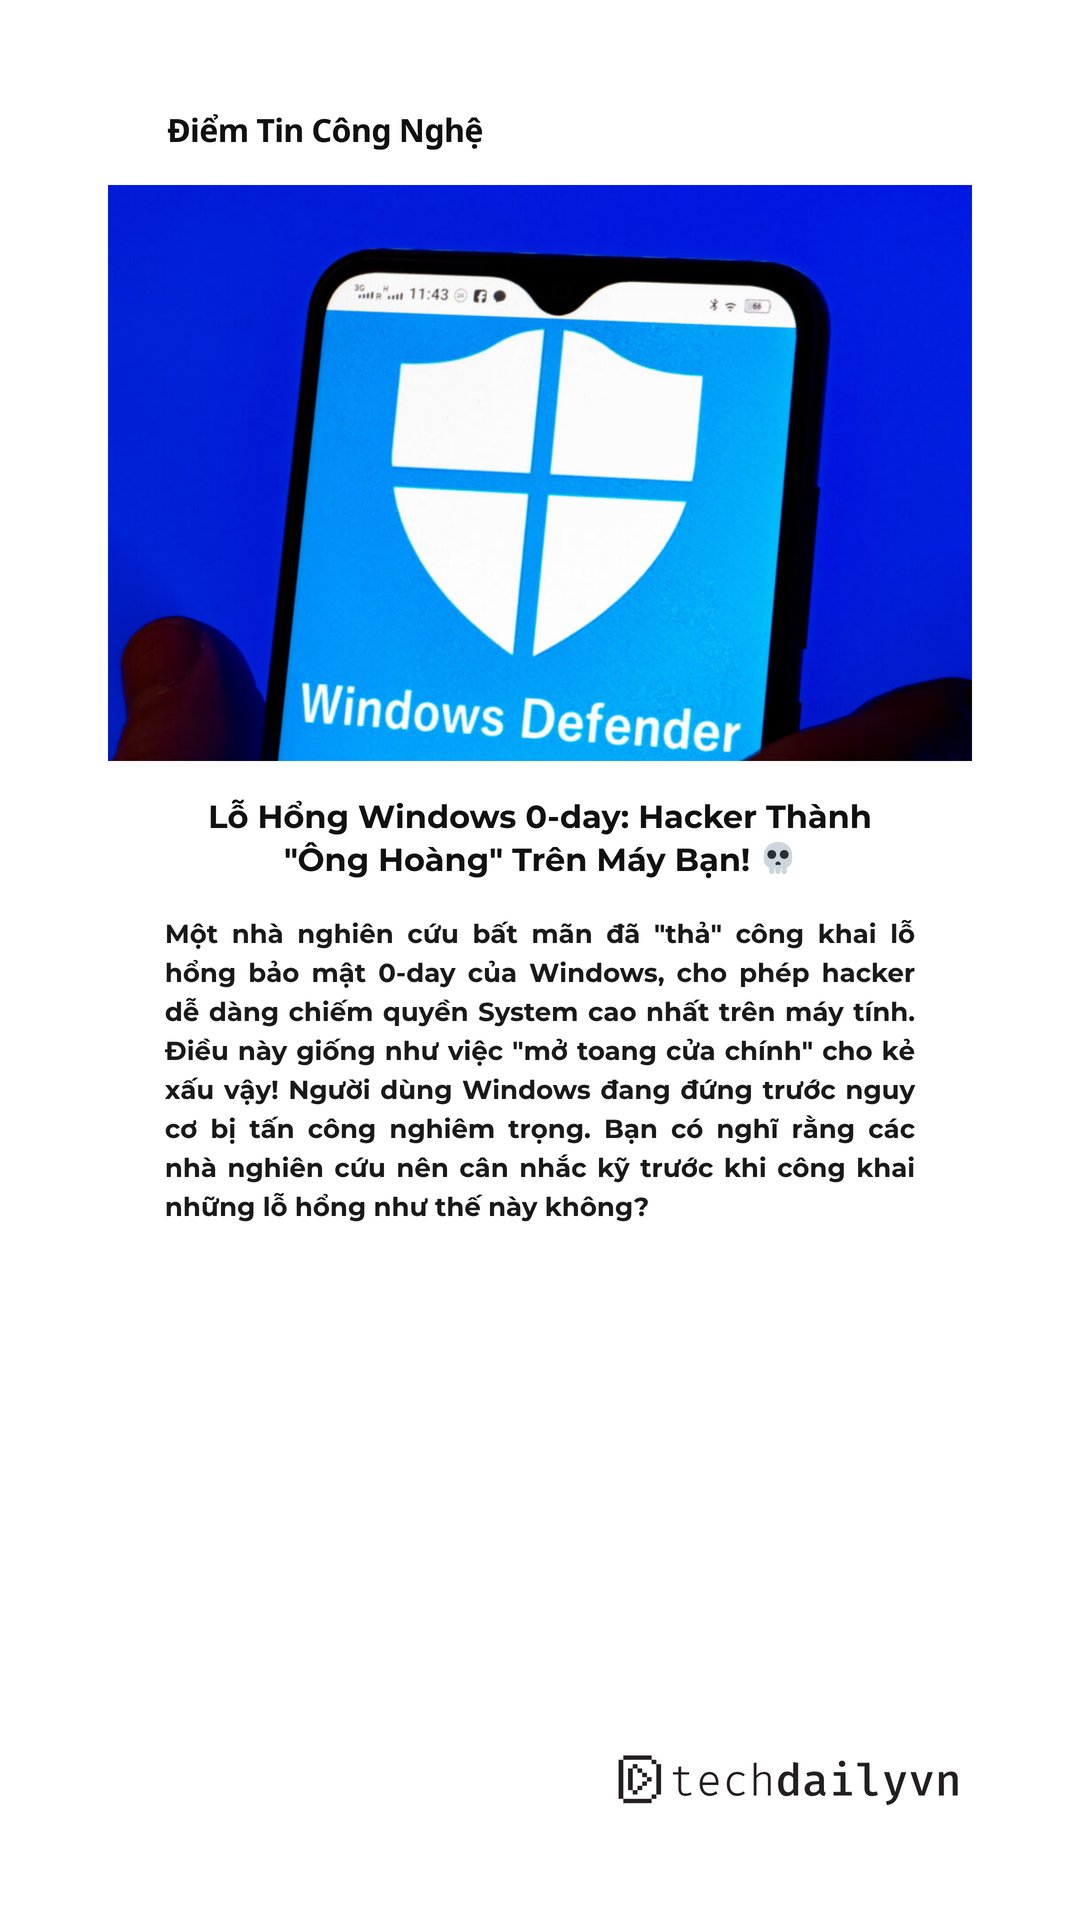 Điểm Tin Công Nghệ
3G R H 11:43 24 66
Windows Defender
Lỗ Hổng Windows 0-day: Hacker Thành
"Ông Hoàng" Trên Máy Bạn! 💀
Một nhà nghiên cứu bất mãn đã "thả" công khai lỗ
hổng bảo mật 0-day của Windows, cho phép hacker
dễ dàng chiếm quyền System cao nhất trên máy tính.
Điều này giống như việc "mở toang cửa chính" cho kẻ
xấu vậy! Người dùng Windows đang đứng trước nguy
cơ bị tấn công nghiêm trọng. Bạn có nghĩ rằng các
nhà nghiên cứu nên cân nhắc kỹ trước khi công khai
những lỗ hổng như thế này không?
techdailyvn